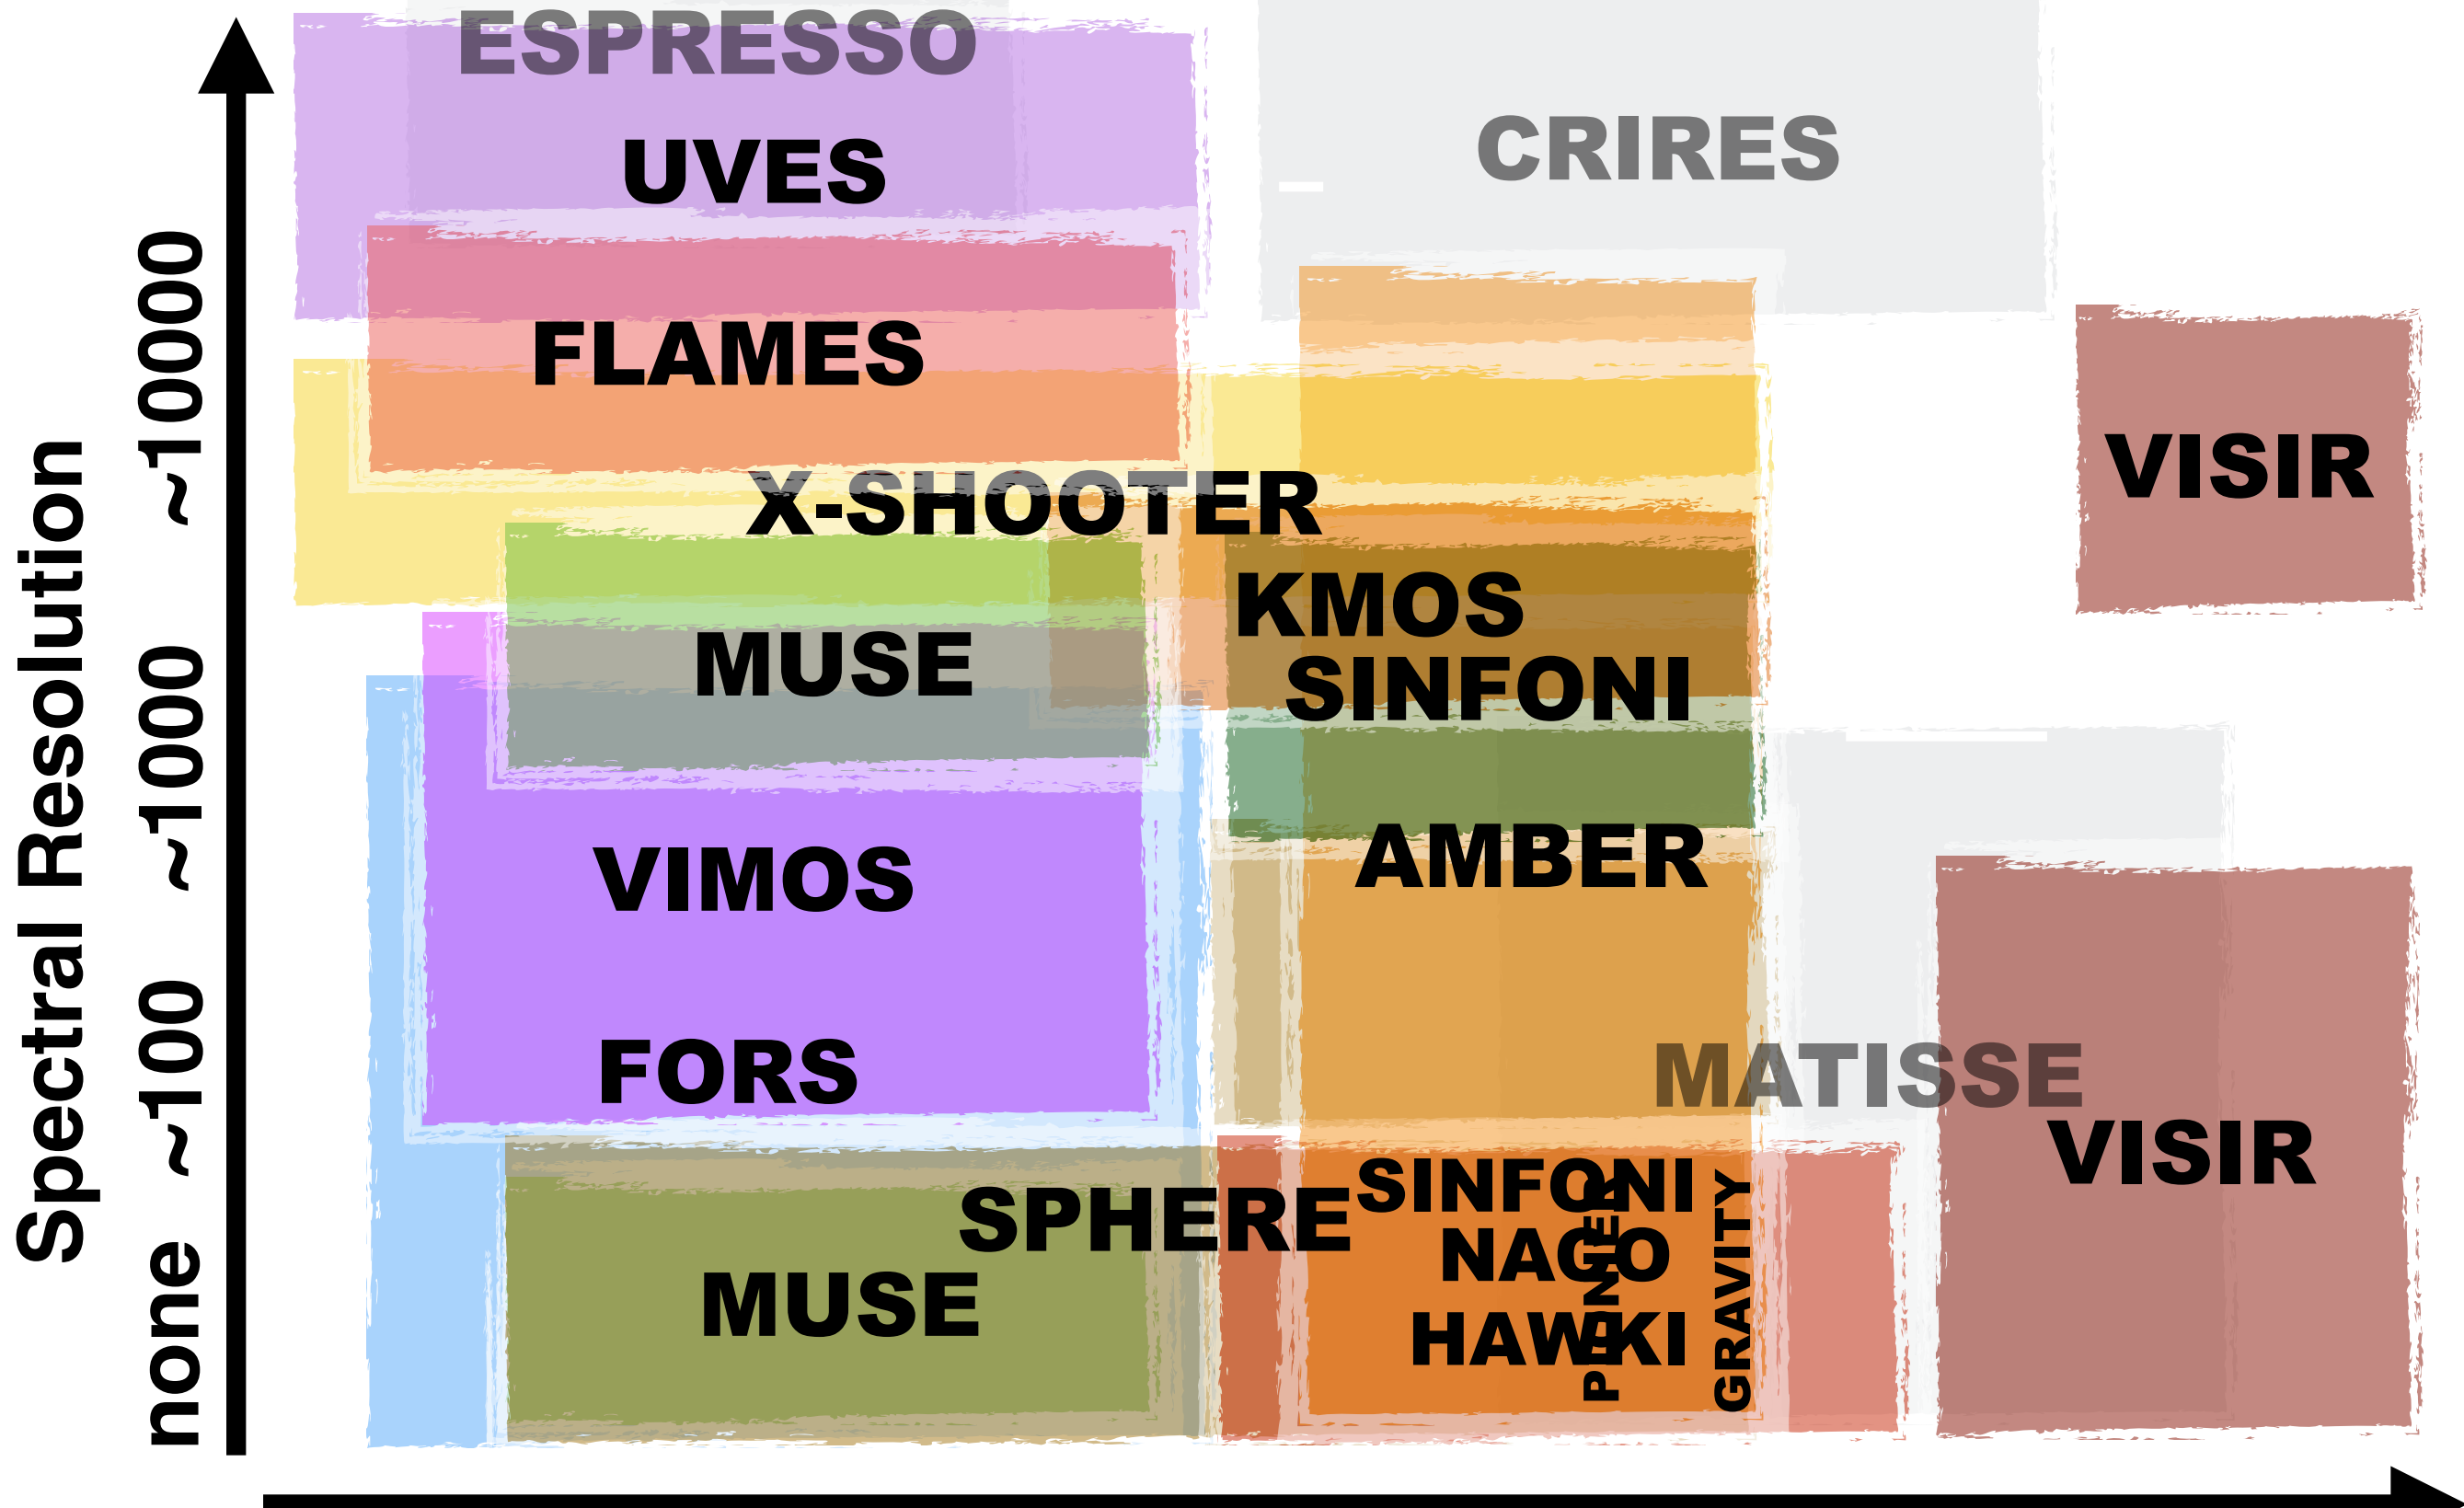 ESPRESSO
CRIRES
UVES
FLAMES
VISIR
X-SHOOTER
KMOS
MUSE
SINFONI
AMBER
VIMOS
FORS
MATISSE
VISIR
SINFONI
SPHERE
NACO
MUSE
HAWKI
PIONIER
GRAVITY
Spectral Resolution
none ~100 ~1000 ~10000